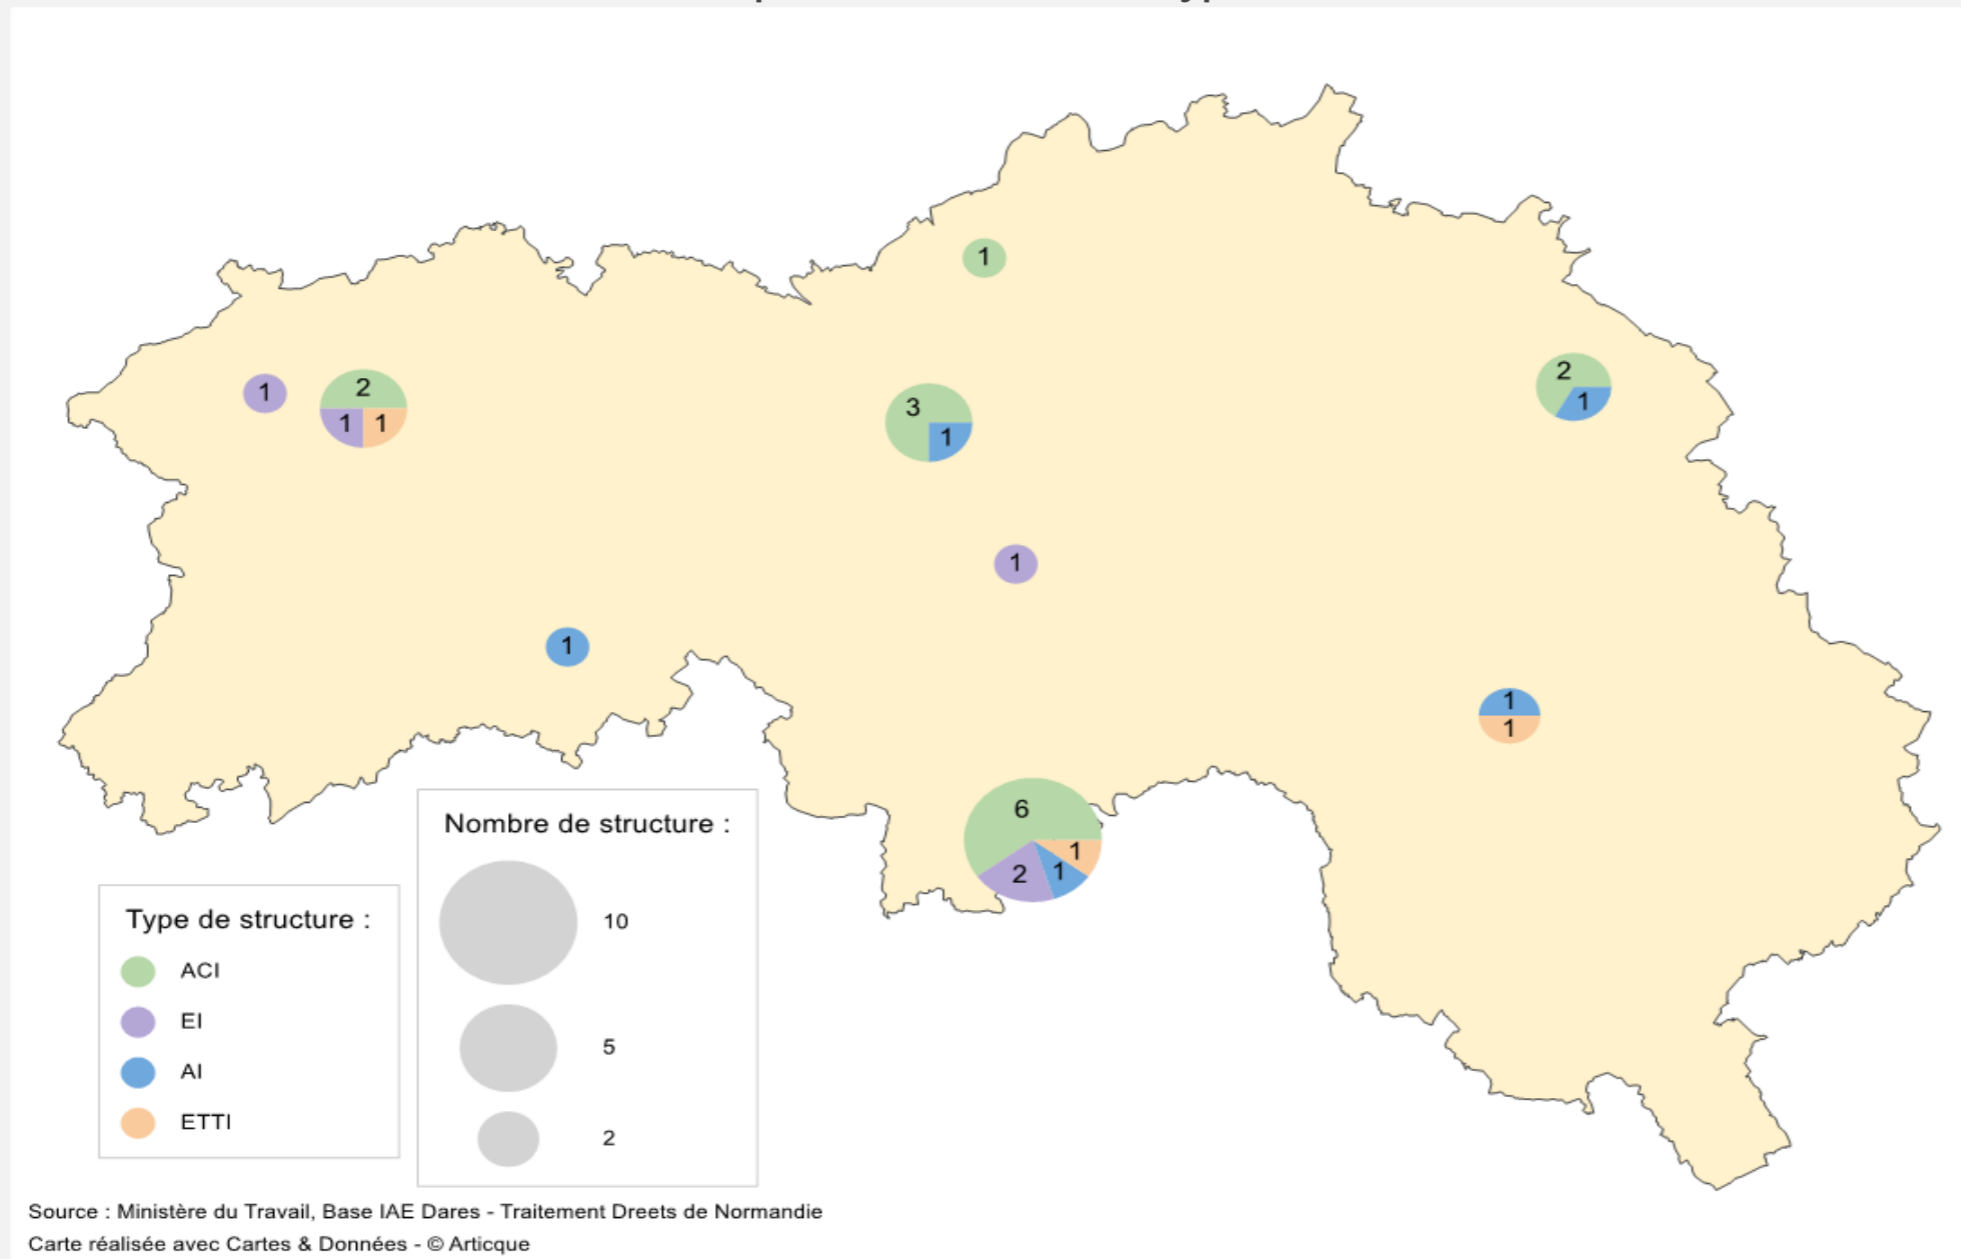 1
1
2
1
1
3
1
2
1
1
1
1
1
6
2
1
1
Nombre de structure :
10
5
2
Type de structure :
ACI
EI
AI
ETTI
Source : Ministère du Travail, Base IAE Dares - Traitement Dreets de Normandie
Carte réalisée avec Cartes & Données - © Articque